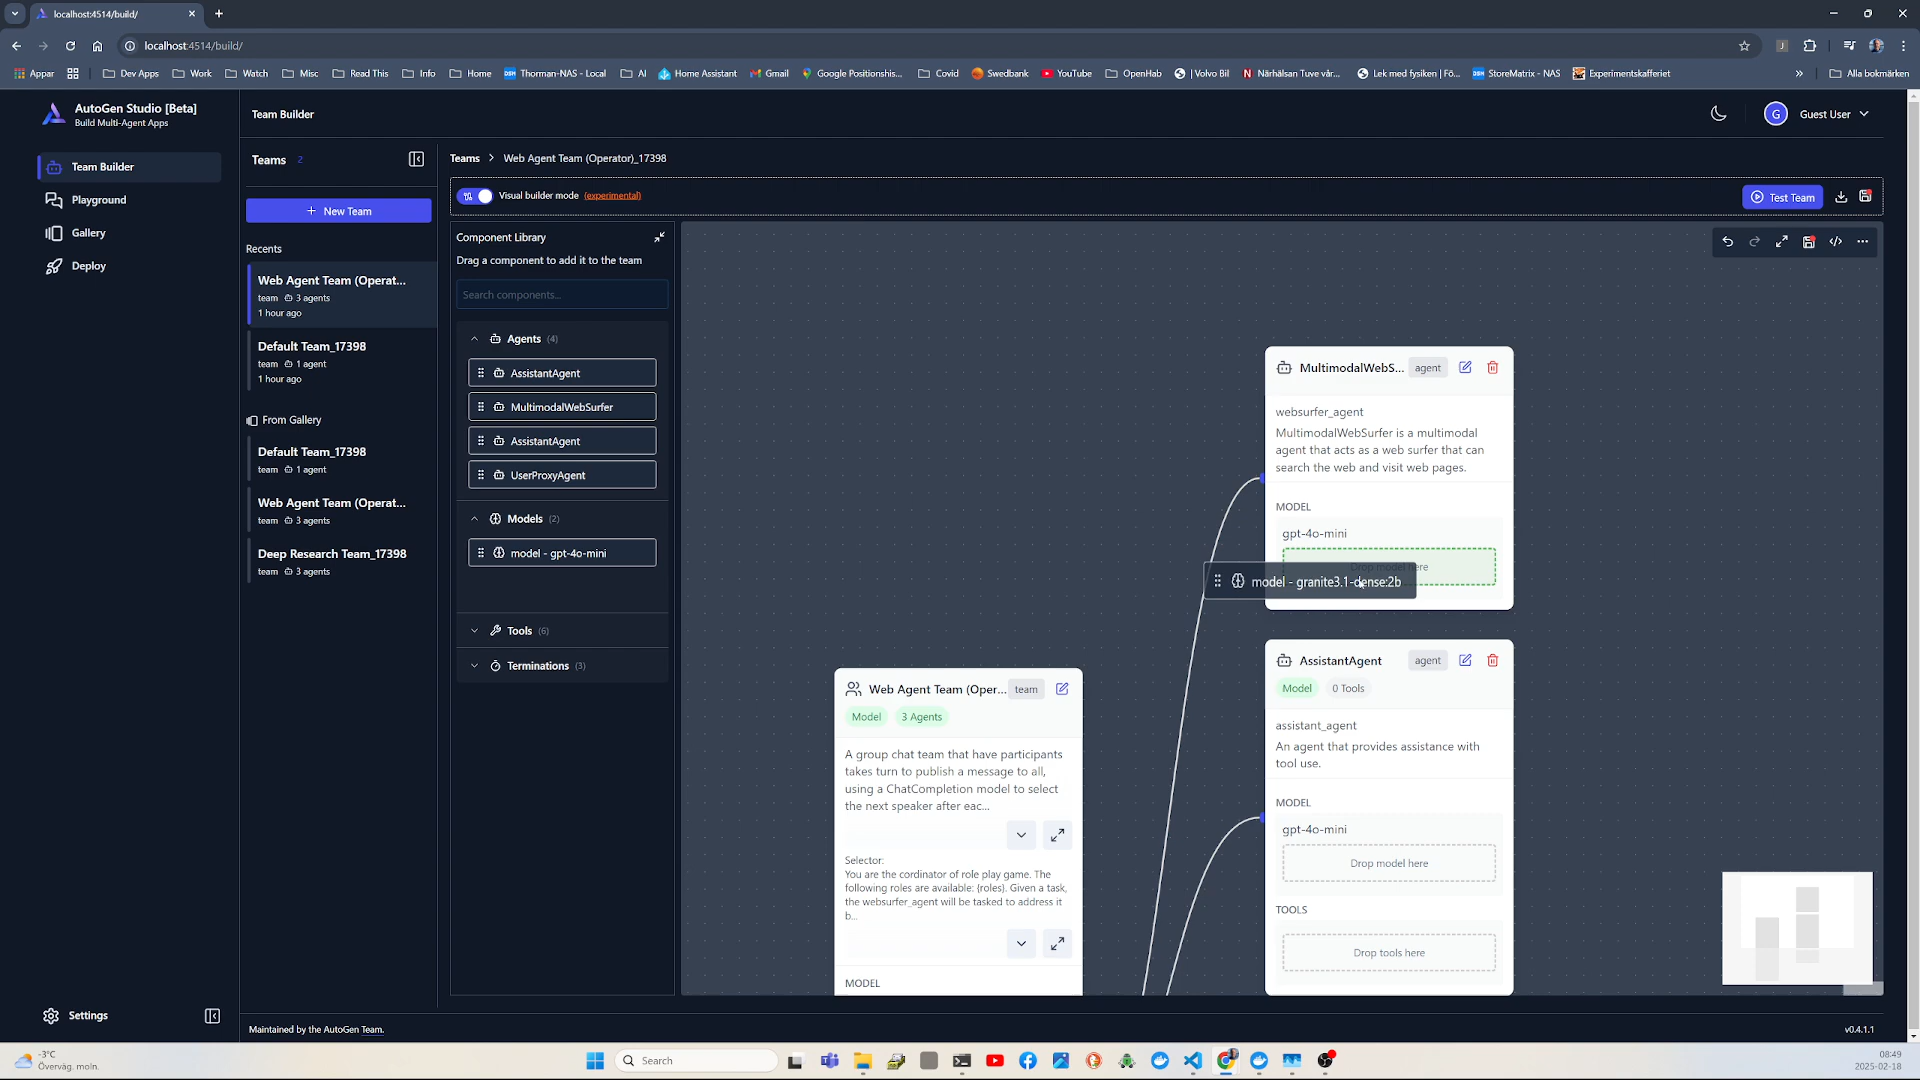 localhost:4514/build/
localhost:4514/build/
Appar
Dev Apps
Work
Watch
Misc
Read This
Info
Home
Thorman-NAS - Local
AI
Home Assistant
Gmail
Google Positionshis...
Covid
Swedbank
YouTube
OpenHab
| Volvo Bil
Närhälsan Tuve vår...
Lek med fysiken | Fö...
StoreMatrix - NAS
Experimentskafferiet
»
Alla bokmärken
AutoGen Studio [Beta]
Build Multi-Agent Apps
Team Builder
Playground
Gallery
Deploy
Settings
Team Builder
G
Guest User
Teams 2
+ New Team
Recents
Web Agent Team (Operat...
team 3 agents
1 hour ago
Default Team_17398
team 1 agent
1 hour ago
From Gallery
Default Team_17398
team 1 agent
Web Agent Team (Operat...
team 3 agents
Deep Research Team_17398
team 3 agents
Teams > Web Agent Team (Operator)_17398
Visual builder mode (experimental)
Test Team
Component Library
Drag a component to add it to the team
Search components...
Agents (4)
AssistantAgent
MultimodalWebSurfer
AssistantAgent
UserProxyAgent
Models (2)
model - gpt-4o-mini
Tools (6)
Terminations (3)
MultimodalWebS... agent
websurfer_agent
MultimodalWebSurfer is a multimodal
agent that acts as a web surfer that can
search the web and visit web pages.
MODEL
gpt-4o-mini
Drop model here
model - granite3.1-dense:2b
AssistantAgent agent
Model 0 Tools
assistant_agent
An agent that provides assistance with
tool use.
MODEL
gpt-4o-mini
Drop model here
TOOLS
Drop tools here
Web Agent Team (Oper... team
Model 3 Agents
A group chat team that have participants
takes turn to publish a message to all,
using a ChatCompletion model to select
the next speaker after eac...
Selector:
You are the cordinator of role play game. The
following roles are available: {roles}. Given a task,
the websurfer_agent will be tasked to address it
b...
MODEL
Maintained by the AutoGen Team.
v0.4.1.1
-3°C
Överväg. moln.
Search
08:49
2025-02-18